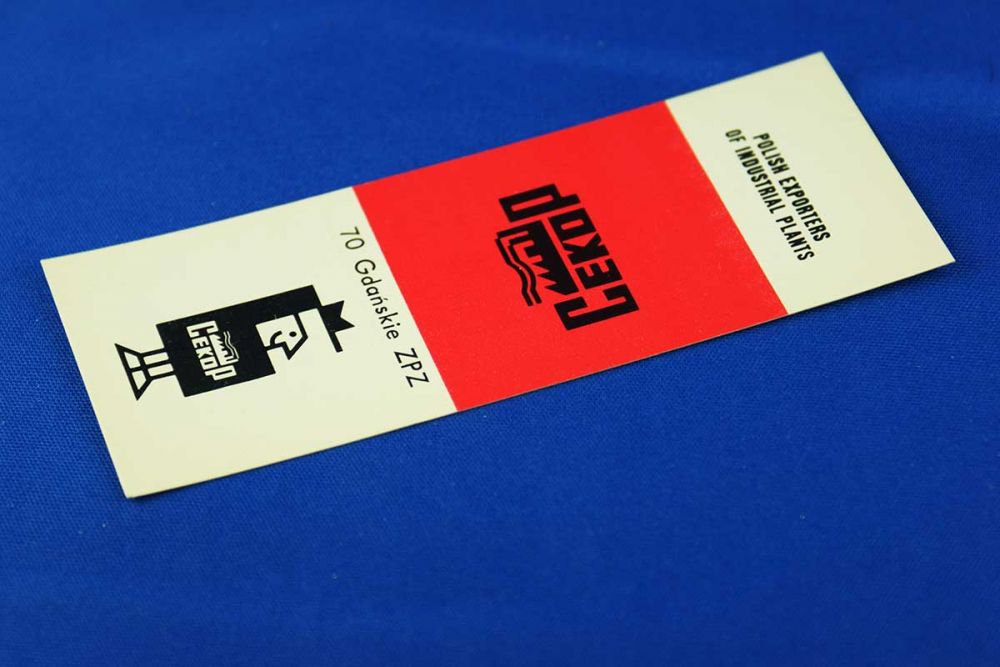 POLISH EXPORTERS
OF INDUSTRIAL PLANTS
CEKOP
70 Gdańskie ZPZ
CEKOP